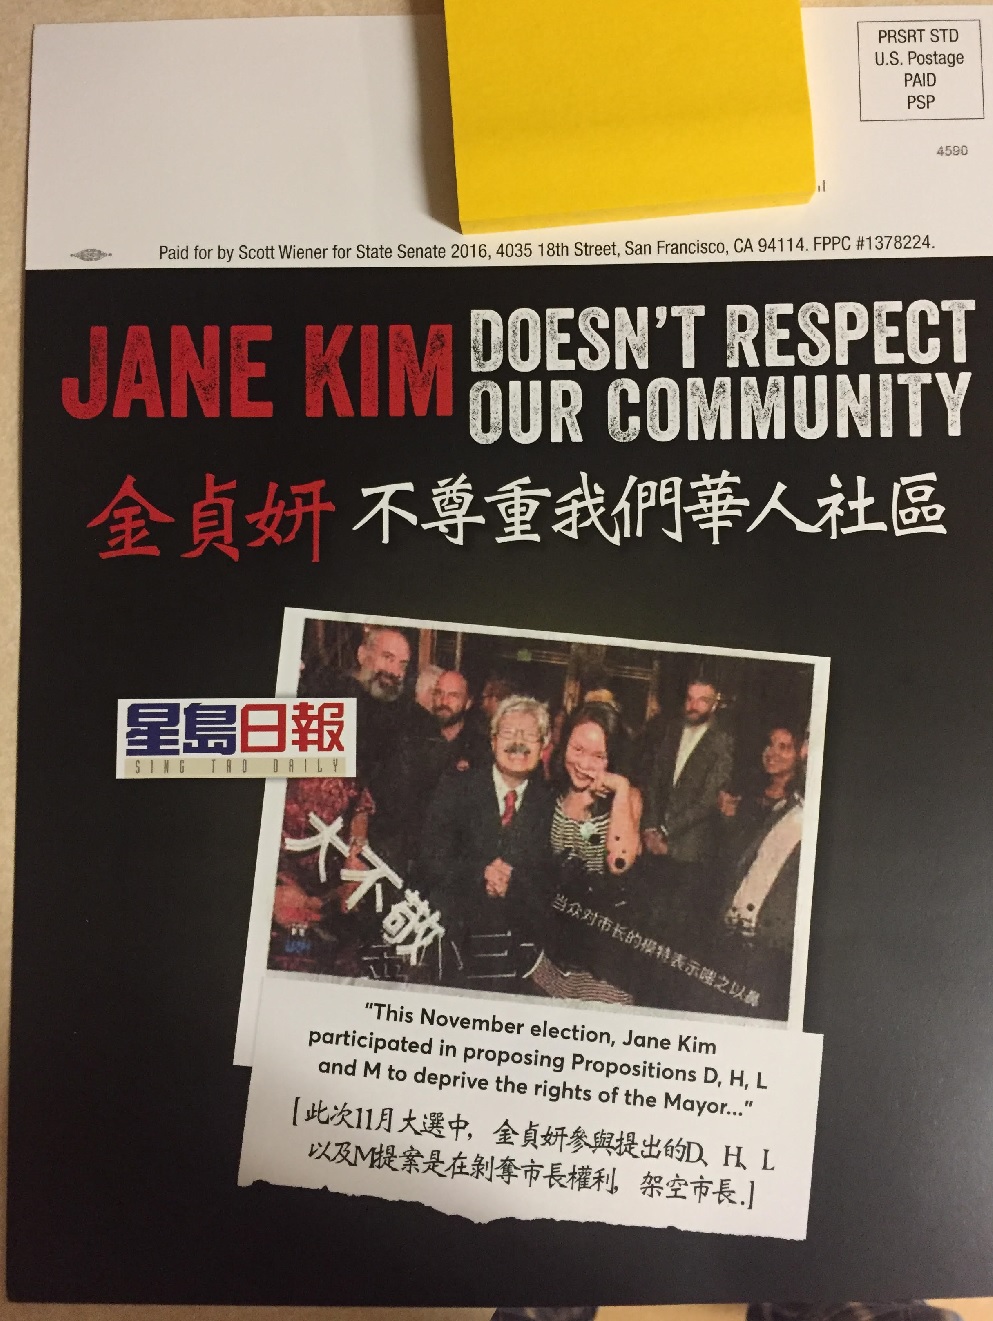 PRSRT STD
U.S. Postage
PAID
PSP
4590
Paid for by Scott Wiener for State Senate 2016, 4035 18th Street, San Francisco, CA 94114. FPPC #1378224.
JANE KIM DOESN'T RESPECT
OUR COMMUNITY
金貞妍 不尊重我們華人社區
星島日報
SING TAO DAILY
大不敬
当众对市长的模特表示嗤之以鼻
"This November election, Jane Kim
participated in proposing Propositions D, H, L
and M to deprive the rights of the Mayor..."
[此次11月大選中，金貞妍參與提出的D、H、L
以及M提案是在剝奪市長權利，架空市長.]